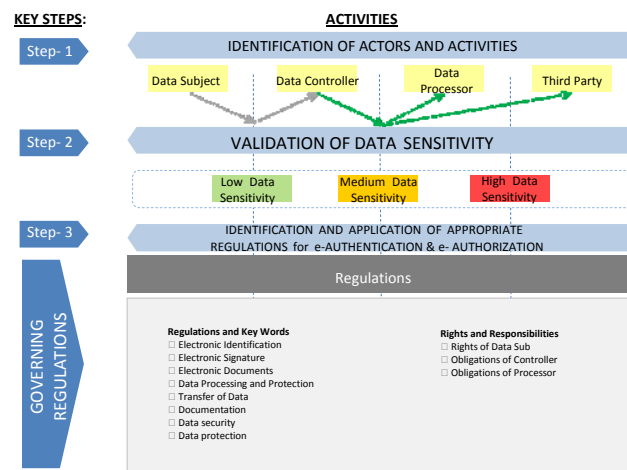 KEY STEPS:
ACTIVITIES
Step- 1
IDENTIFICATION OF ACTORS AND ACTIVITIES
Data Subject
Data Controller
Data
Processor
Third Party
Step- 2
VALIDATION OF DATA SENSITIVITY
Low Data
Sensitivity
Medium Data
Sensitivity
High Data
Sensitivity
Step- 3
IDENTIFICATION AND APPLICATION OF APPROPRIATE
REGULATIONS for e-AUTHENTICATION & e- AUTHORIZATION
Regulations
GOVERNING
REGULATIONS
Regulations and Key Words
□ Electronic Identification
□ Electronic Signature
□ Electronic Documents
□ Data Processing and Protection
□ Transfer of Data
□ Documentation
□ Data security
□ Data protection
Rights and Responsibilities
□ Rights of Data Sub
□ Obligations of Controller
□ Obligations of Processor